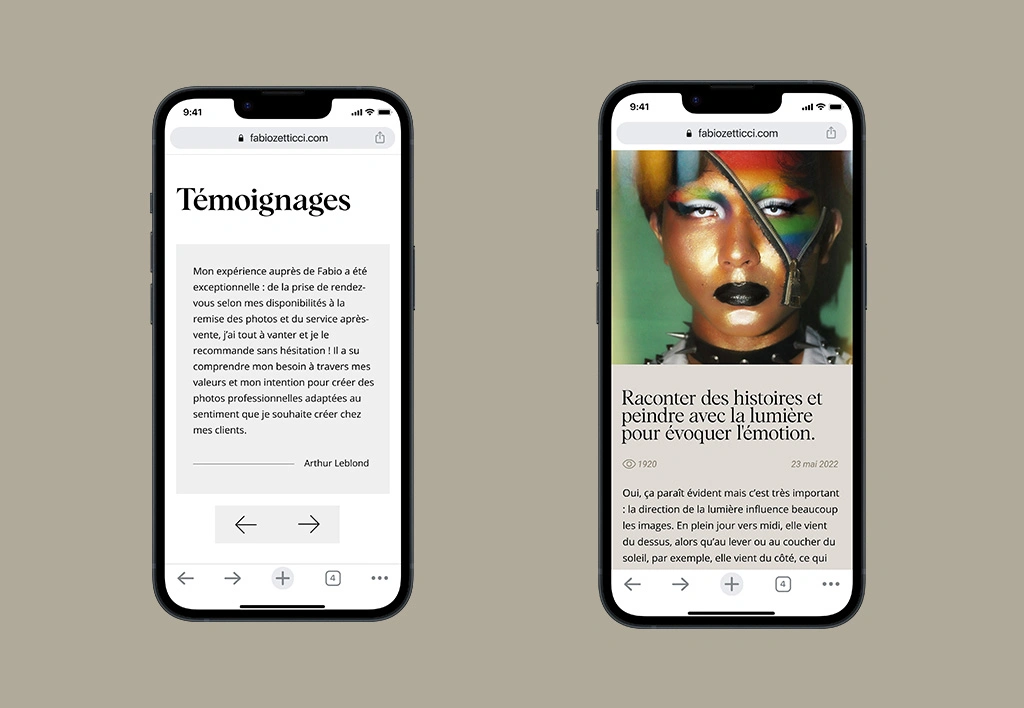 9:41
fabiozetticci.com
Témoignages
Mon expérience auprès de Fabio a été
exceptionnelle : de la prise de rendez-
vous selon mes disponibilités à la
remise des photos et du service après-
vente, j'ai tout à vanter et je le
recommande sans hésitation ! Il a su
comprendre mon besoin à travers mes
valeurs et mon intention pour créer des
photos professionnelles adaptées au
sentiment que je souhaite créer chez
mes clients.
Arthur Leblond
4
9:41
fabiozetticci.com
Raconter des histoires et
peindre avec la lumière
pour évoquer l'émotion.
1920
23 mai 2022
Oui, ça paraît évident mais c'est très important
: la direction de la lumière influence beaucoup
les images. En plein jour vers midi, elle vient
du dessus, alors qu'au lever ou au coucher du
soleil, par exemple, elle vient du côté, ce qui
4